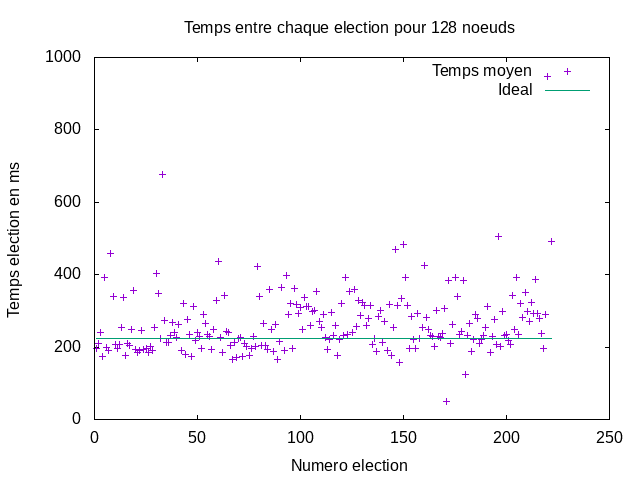 Temps entre chaque election pour 128 noeuds
Temps moyen
Ideal
Temps election en ms
1000
800
600
400
200
0
0 50 100 150 200 250
Numero election